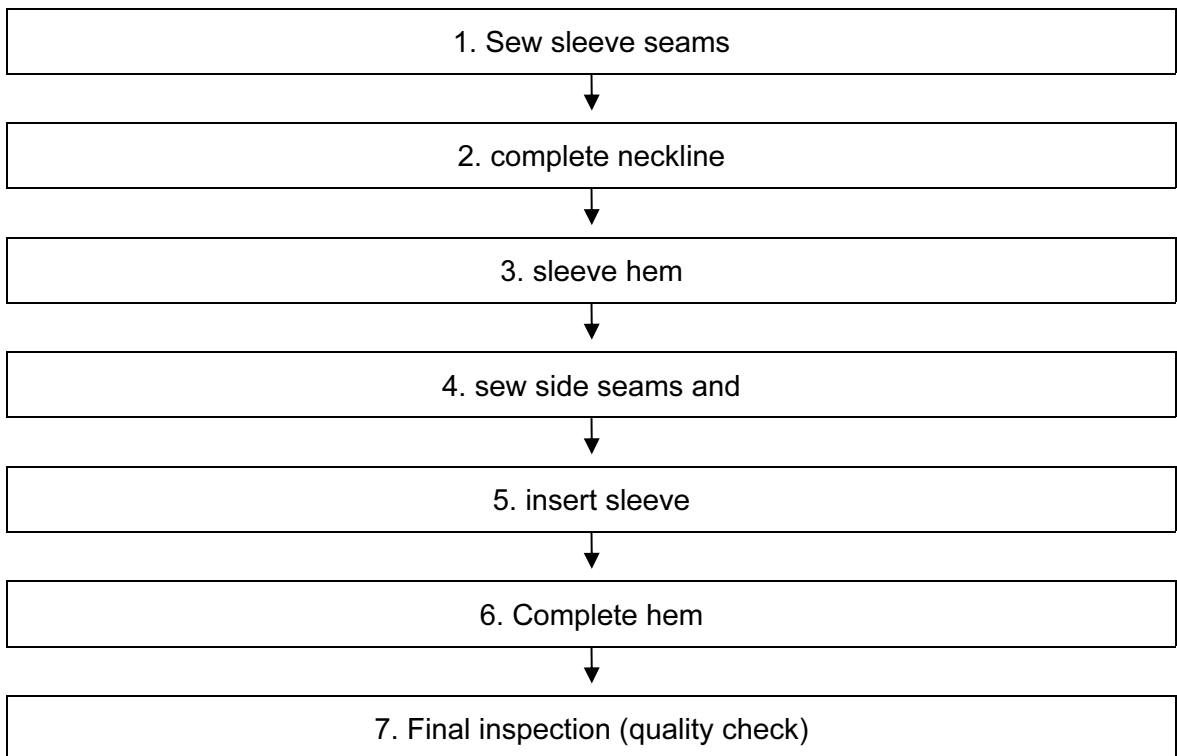 1. Sew sleeve seams
2. complete neckline
3. sleeve hem
4. sew side seams and
5. insert sleeve
6. Complete hem
7. Final inspection (quality check)